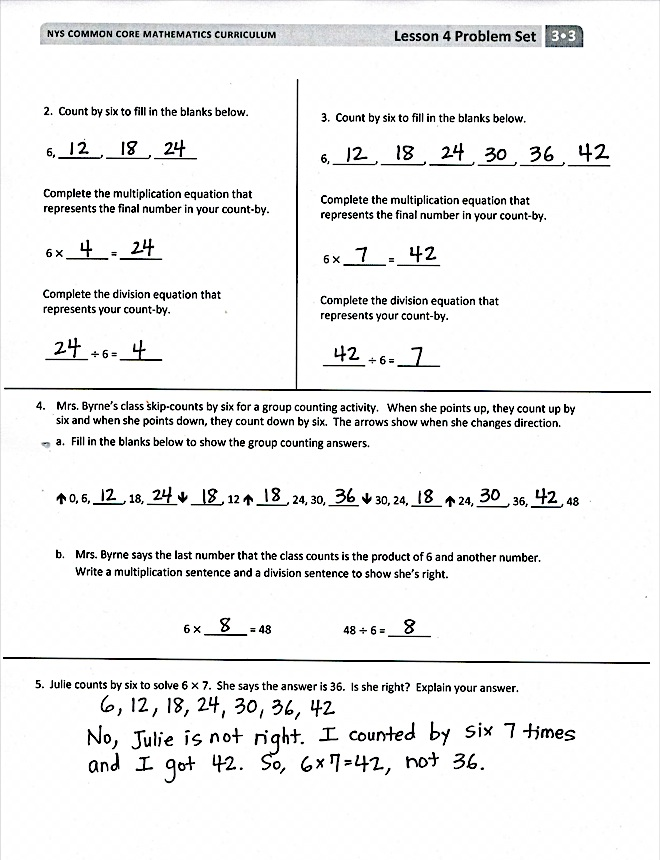 NYS COMMON CORE MATHEMATICS CURRICULUM Lesson 4 Problem Set 3•3
2. Count by six to fill in the blanks below.
6, 12, 18, 24
Complete the multiplication equation that
represents the final number in your count-by.
6 × 4 = 24
Complete the division equation that
represents your count-by.
24 ÷ 6 = 4
3. Count by six to fill in the blanks below.
6, 12, 18, 24, 30, 36, 42
Complete the multiplication equation that
represents the final number in your count-by.
6 × 7 = 42
Complete the division equation that
represents your count-by.
42 ÷ 6 = 7
4. Mrs. Byrne's class skip-counts by six for a group counting activity. When she points up, they count up by
six and when she points down, they count down by six. The arrows show when she changes direction.
a. Fill in the blanks below to show the group counting answers.
↑ 0, 6, 12, 18, 24 ↓ 18, 12 ↑ 18, 24, 30, 36 ↓ 30, 24, 18 ↑ 24, 30, 36, 42, 48
b. Mrs. Byrne says the last number that the class counts is the product of 6 and another number.
Write a multiplication sentence and a division sentence to show she's right.
6 × 8 = 48 48 ÷ 6 = 8
5. Julie counts by six to solve 6 × 7. She says the answer is 36. Is she right? Explain your answer.
6, 12, 18, 24, 30, 36, 42
No, Julie is not right. I counted by six 7 times
and I got 42. So, 6×7=42, not 36.